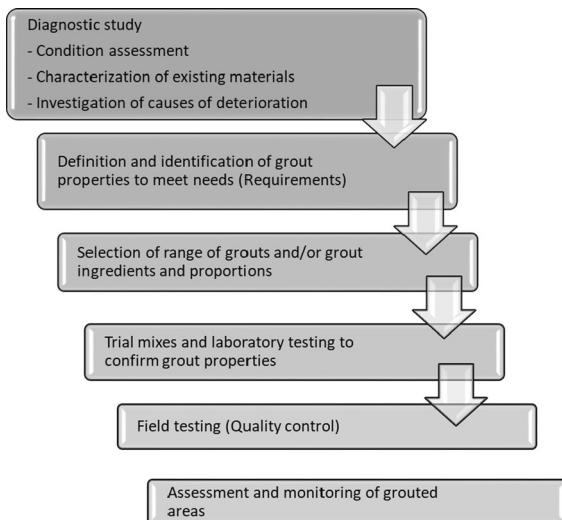 Diagnostic study
- Condition assessment
- Characterization of existing materials
- Investigation of causes of deterioration
Definition and identification of grout
properties to meet needs (Requirements)
Selection of range of grouts and/or grout
ingredients and proportions
Trial mixes and laboratory testing to
confirm grout properties
Field testing (Quality control)
Assessment and monitoring of grouted
areas